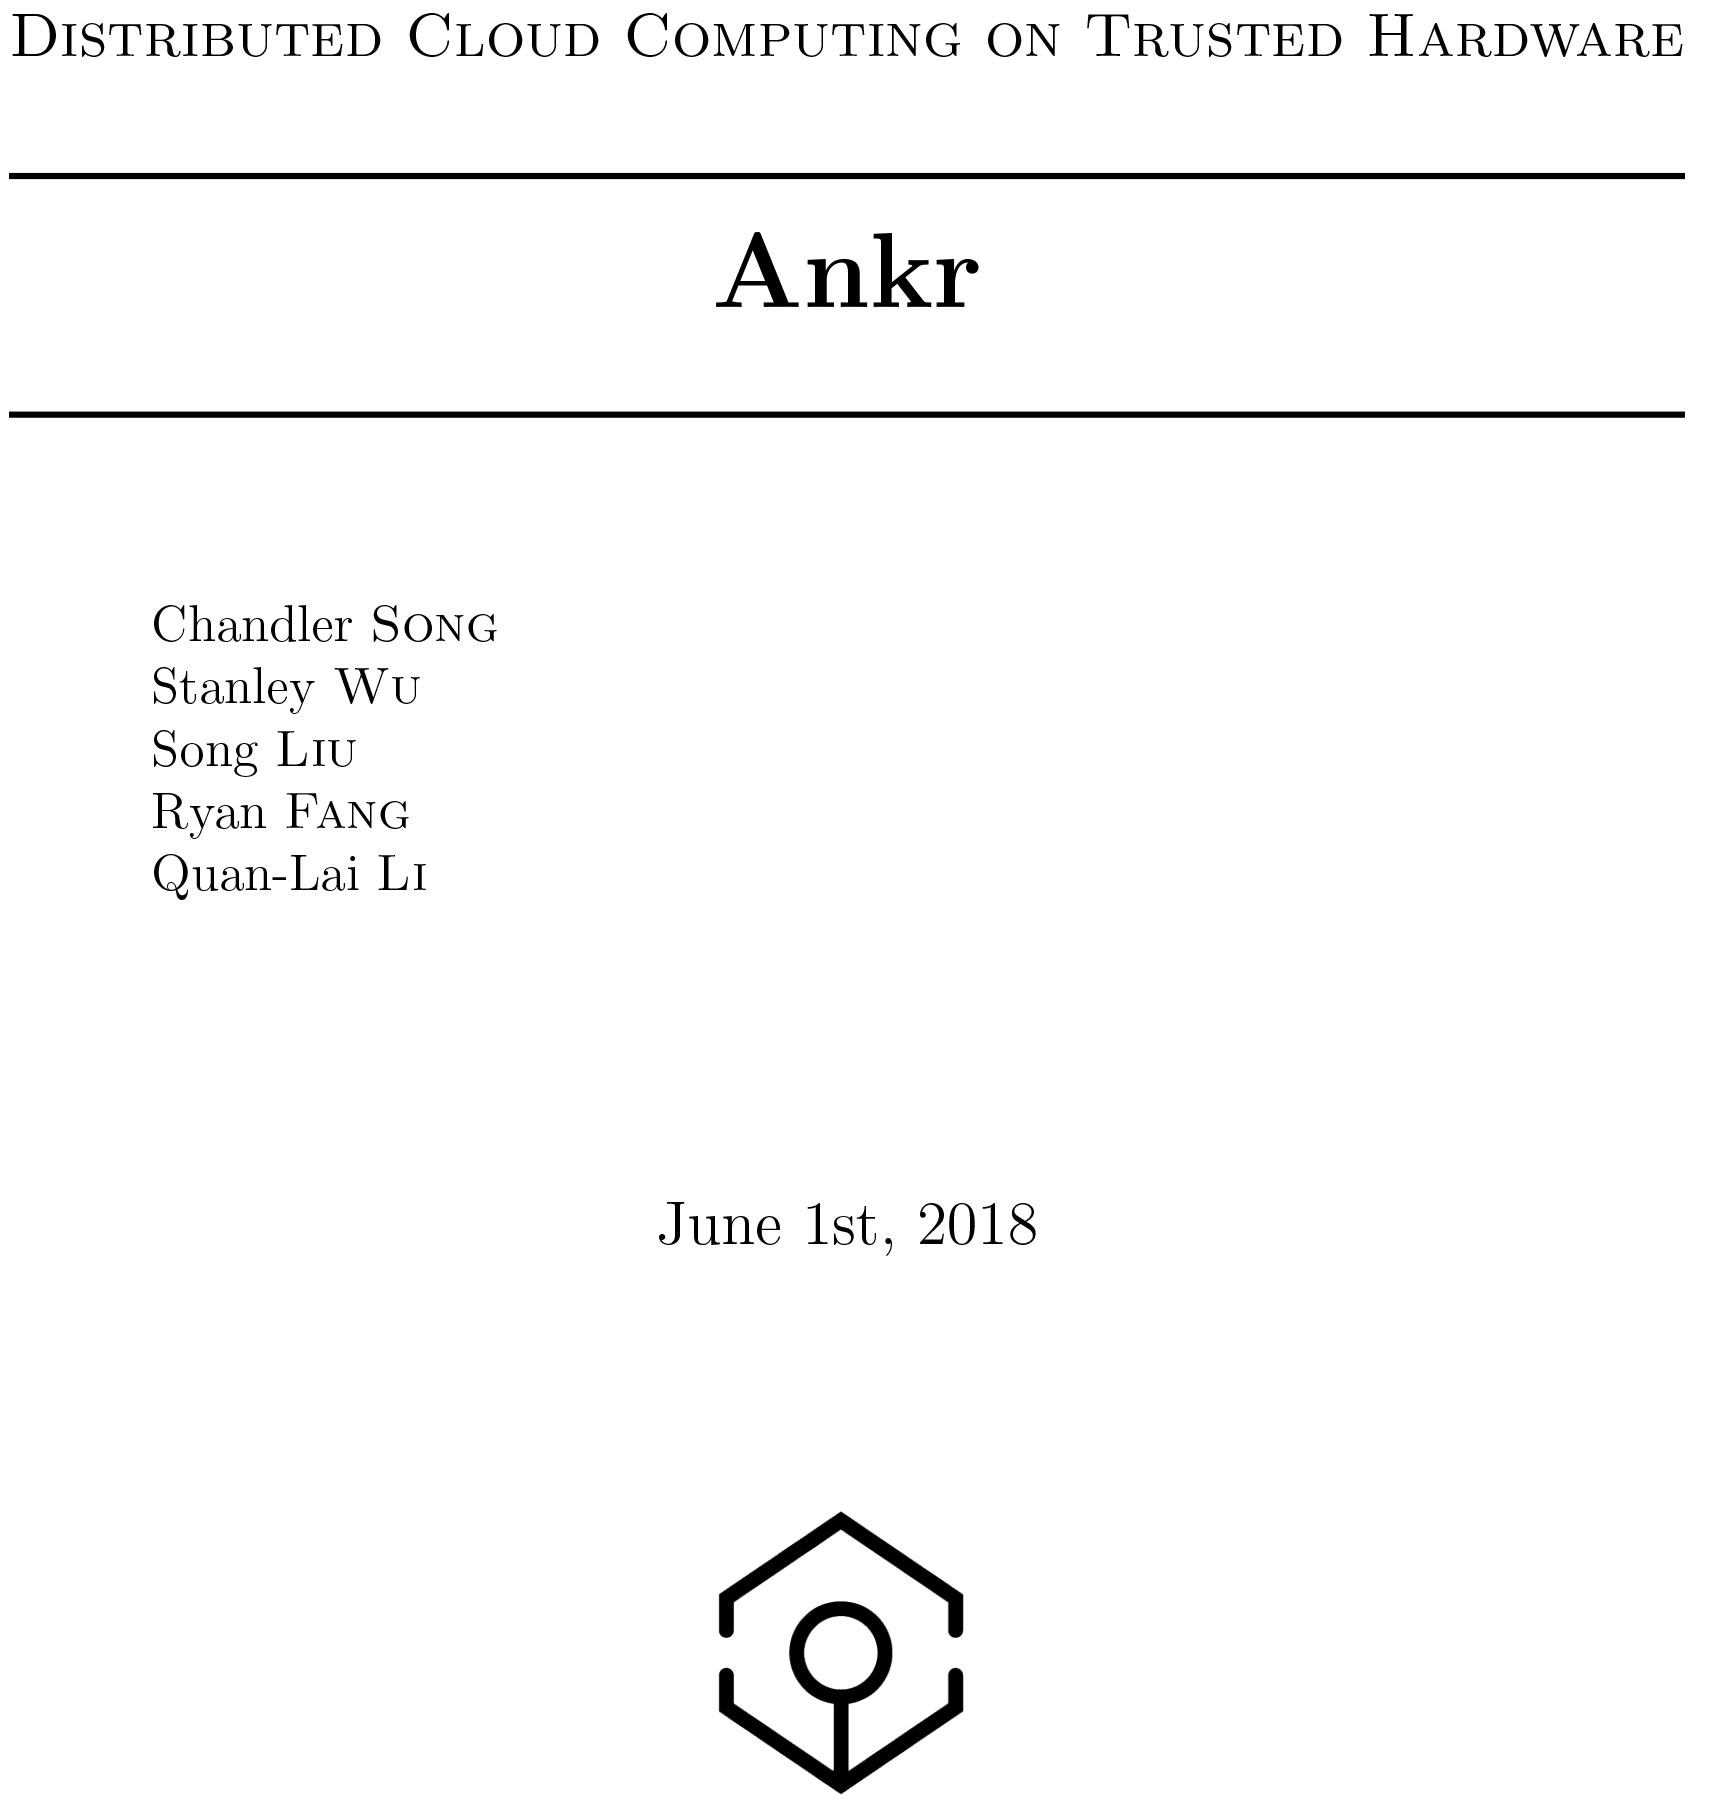 Distributed Cloud Computing on Trusted Hardware
Ankr
Chandler Song
Stanley Wu
Song Liu
Ryan Fang
Quan-Lai Li
June 1st, 2018